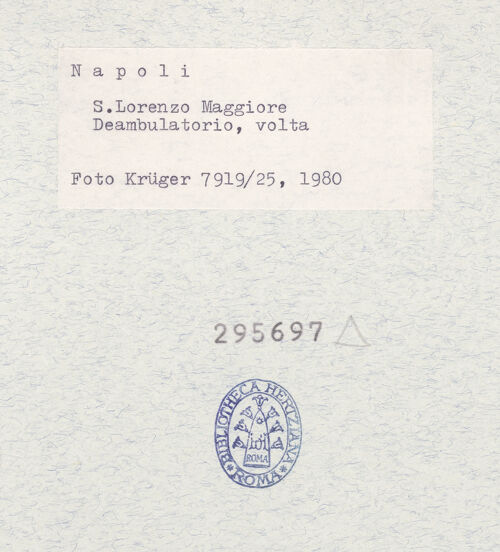 Napoli
S.Lorenzo Maggiore
Deambulatorio, volta
Foto Krüger 7919/25, 1980
295697
BIBLIOTHECA HERTZIANA
ROMA
ROMA